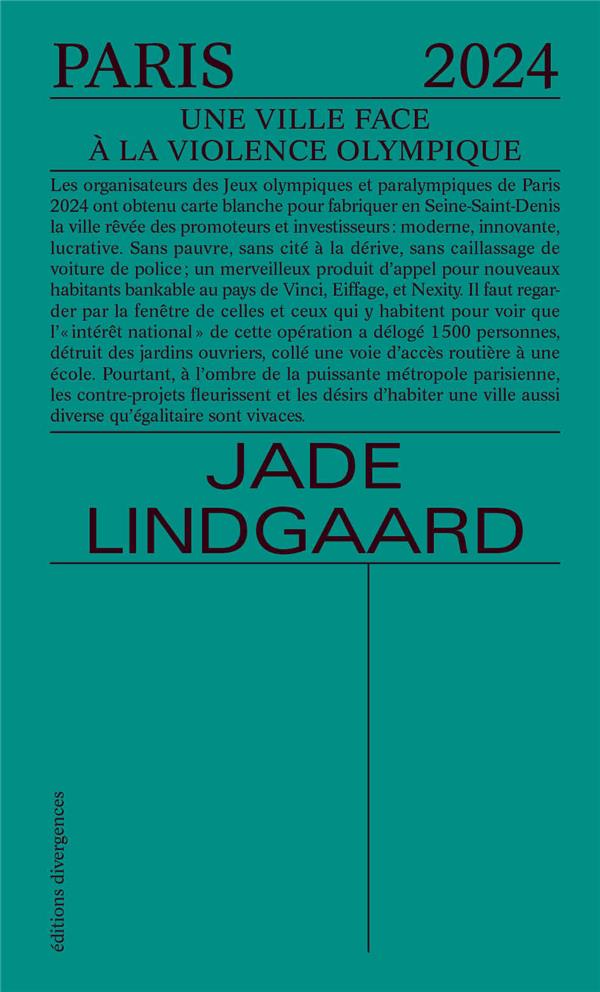 PARIS 2024
UNE VILLE FACE
À LA VIOLENCE OLYMPIQUE
Les organisateurs des Jeux olympiques et paralympiques de Paris
2024 ont obtenu carte blanche pour fabriquer en Seine-Saint-Denis
la ville rêvée des promoteurs et investisseurs : moderne, innovante,
lucrative. Sans pauvre, sans cité à la dérive, sans caillassage de
voiture de police ; un merveilleux produit d’appel pour nouveaux
habitants bankable au pays de Vinci, Eiffage, et Nexity. Il faut regar-
der par la fenêtre de celles et ceux qui y habitent pour voir que
l’« intérêt national » de cette opération a délogé 1 500 personnes,
détruit des jardins ouvriers, collé une voie d’accès routière à une
école. Pourtant, à l’ombre de la puissante métropole parisienne,
les contre-projets fleurissent et les désirs d’habiter une ville aussi
diverse qu’égalitaire sont vivaces.
JADE
LINDGAARD
éditions divergences